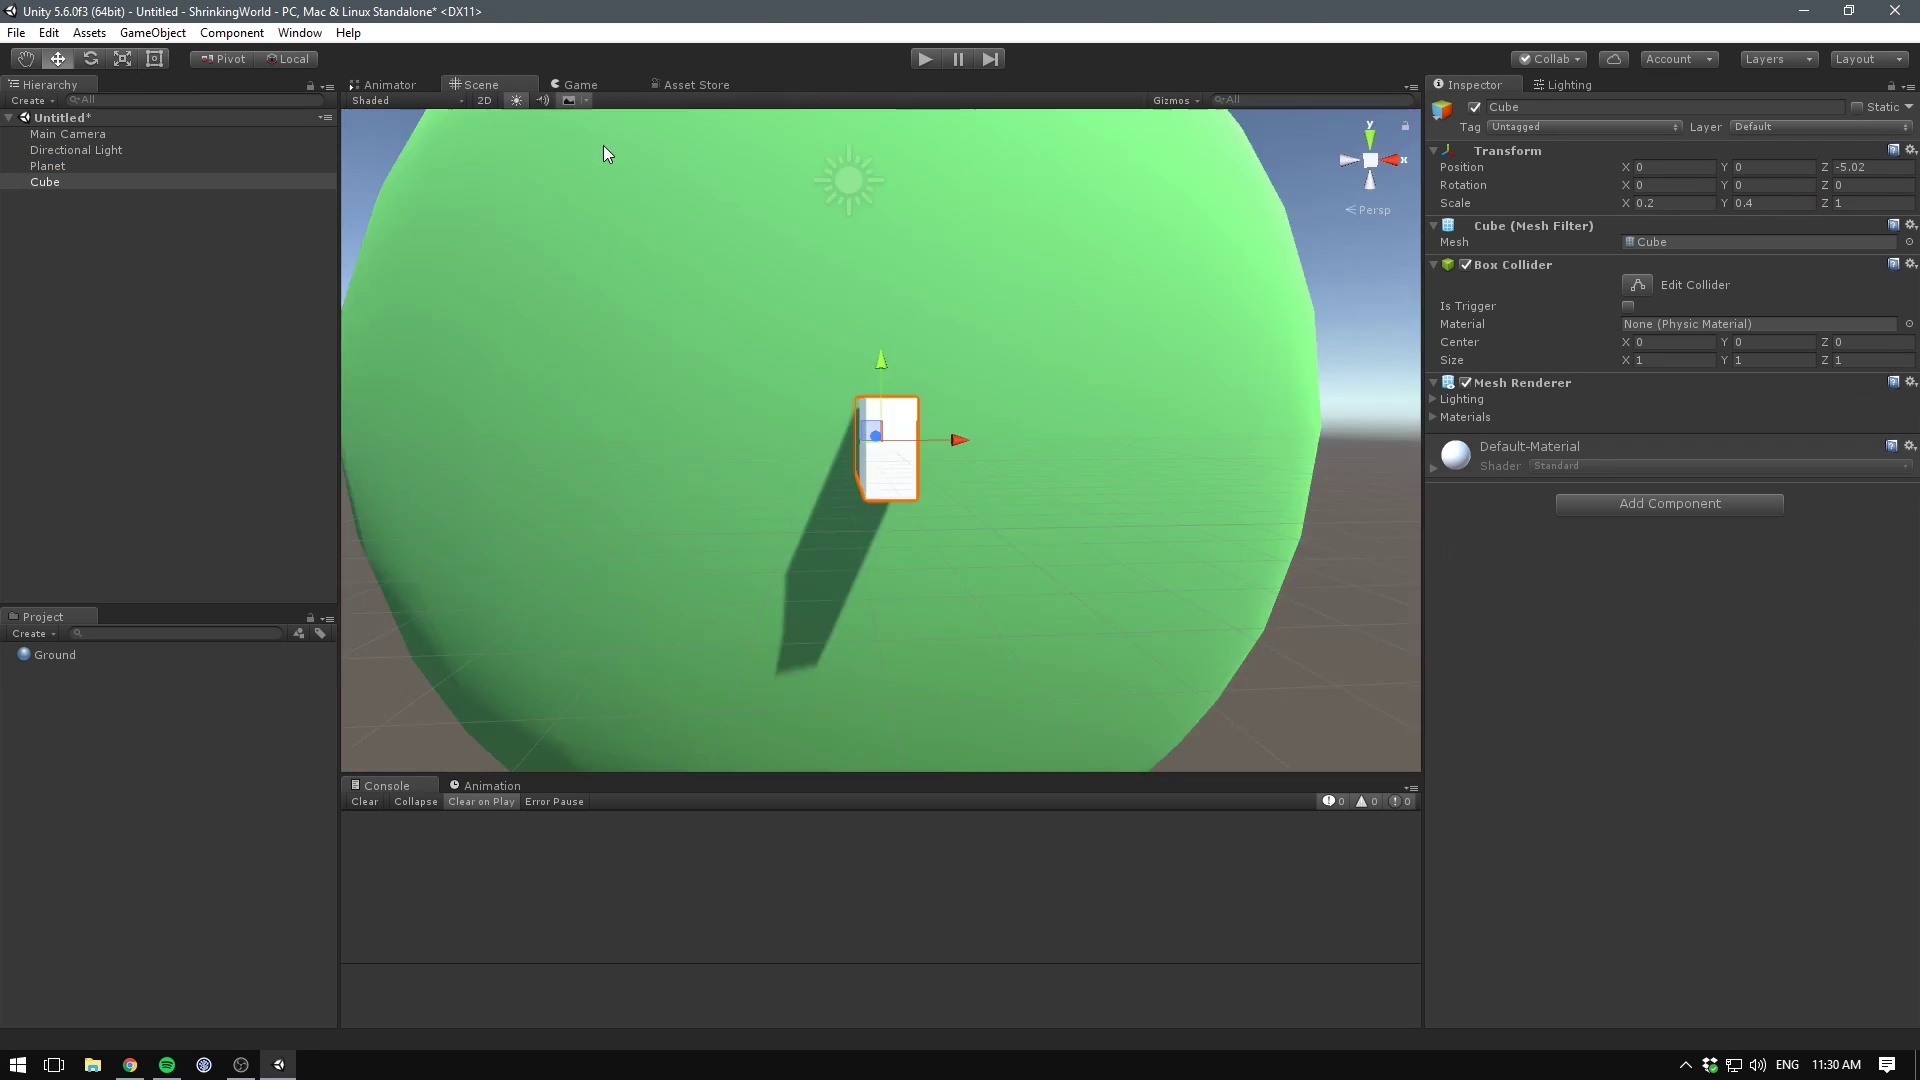 Unity 5.6.0f3 (64bit) - Untitled - ShrinkingWorld - PC, Mac & Linux Standalone* <DX11>
File Edit Assets GameObject Component Window Help
Pivot Local Collab Account Layers Layout
Hierarchy
Create All
Untitled*
Main Camera
Directional Light
Planet
Cube
Project
Create
Ground
Animator Scene Game Asset Store
Shaded 2D Gizmos All
y
x
Persp
Console Animation
Clear Collapse Clear on Play Error Pause 0 0 0
Inspector Lighting
Cube Static
Tag Untagged Layer Default
Transform
Position X 0 Y 0 Z -5.02
Rotation X 0 Y 0 Z 0
Scale X 0.2 Y 0.4 Z 1
Cube (Mesh Filter)
Mesh Cube
Box Collider
Edit Collider
Is Trigger
Material None (Physic Material)
Center X 0 Y 0 Z 0
Size X 1 Y 1 Z 1
Mesh Renderer
Lighting
Materials
Default-Material
Shader Standard
Add Component
ENG 11:30 AM